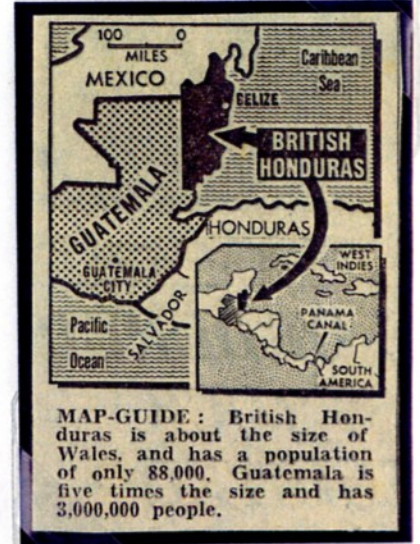 100 0
MILES
MEXICO
Caribbean
Sea
BELIZE
BRITISH
HONDURAS
GUATEMALA
HONDURAS
GUATEMALA
CITY
SALVADOR
Pacific
Ocean
WEST
INDIES
PANAMA
CANAL
SOUTH
AMERICA
MAP-GUIDE : British Hon-
duras is about the size of
Wales, and has a population
of only 88,000. Guatemala is
five times the size and has
3,000,000 people.